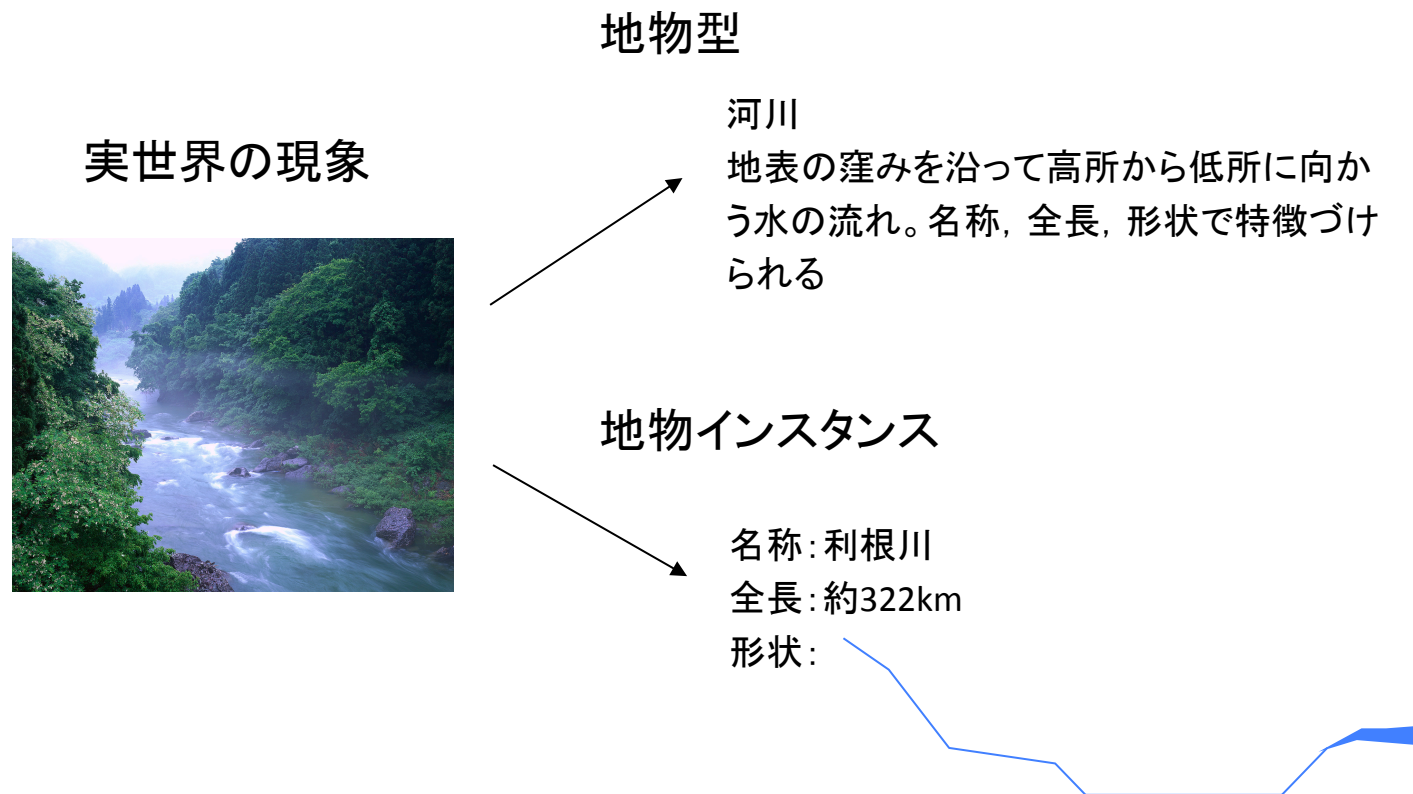 地物型
実世界の現象
河川
地表の窪みを沿って高所から低所に向か
う水の流れ。名称, 全長, 形状で特徴づけ
られる
地物インスタンス
名称:利根川
全長:約322km
形状: